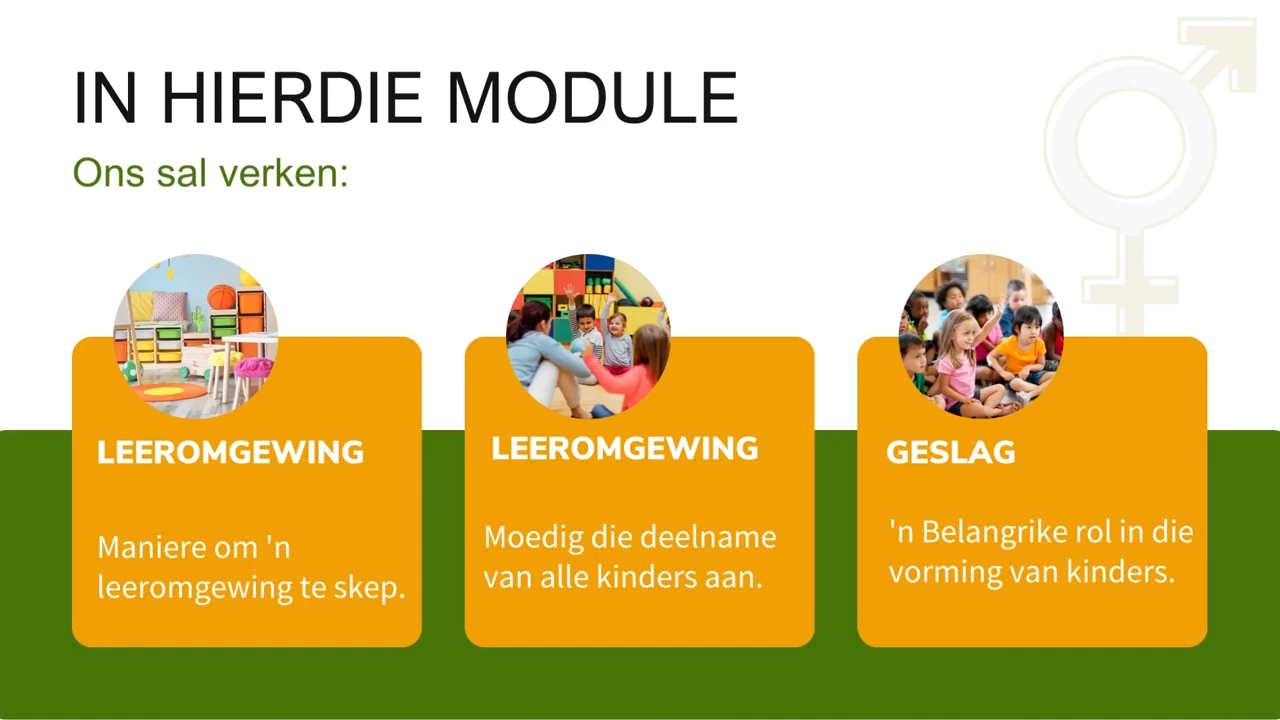 IN HIERDIE MODULE
Ons sal verken:
LEEROMGEWING
Maniere om 'n
leeromgewing te skep.
LEEROMGEWING
Moedig die deelname
van alle kinders aan.
GESLAG
'n Belangrike rol in die
vorming van kinders.